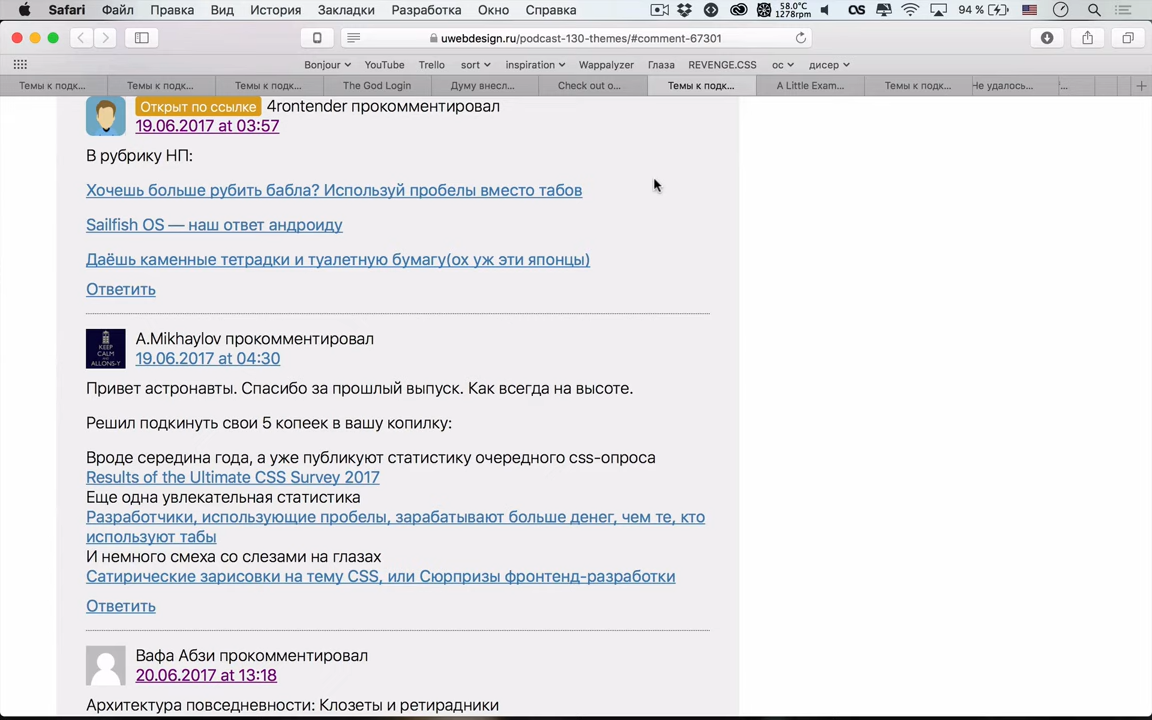 Safari Файл Правка Вид История Закладки Разработка Окно Справка 58.0°C 1278rpm 94 %
uwebdesign.ru/podcast-130-themes/#comment-67301
Bonjour YouTube Trello sort inspiration Wappalyzer Глаза REVENGE.CSS ос дисер
Темы к подк... Темы к подк... Темы к подк... The God Login Думу внесл... Check out o... Темы к подк... A Little Exam... Темы к подк... Не удалось... ...
Открыт по ссылке 4rontender прокомментировал
19.06.2017 at 03:57
В рубрику НП:
Хочешь больше рубить бабла? Используй пробелы вместо табов
Sailfish OS — наш ответ андроиду
Даёшь каменные тетрадки и туалетную бумагу(ох уж эти японцы)
Ответить
KEEP CALM AND ALLONS-Y
A.Mikhaylov прокомментировал
19.06.2017 at 04:30
Привет астронавты. Спасибо за прошлый выпуск. Как всегда на высоте.
Решил подкинуть свои 5 копеек в вашу копилку:
Вроде середина года, а уже публикуют статистику очередного css-опроса
Results of the Ultimate CSS Survey 2017
Еще одна увлекательная статистика
Разработчики, использующие пробелы, зарабатывают больше денег, чем те, кто
используют табы
И немного смеха со слезами на глазах
Сатирические зарисовки на тему CSS, или Сюрпризы фронтенд-разработки
Ответить
Вафа Абзи прокомментировал
20.06.2017 at 13:18
Архитектура повседневности: Клозеты и ретирадники